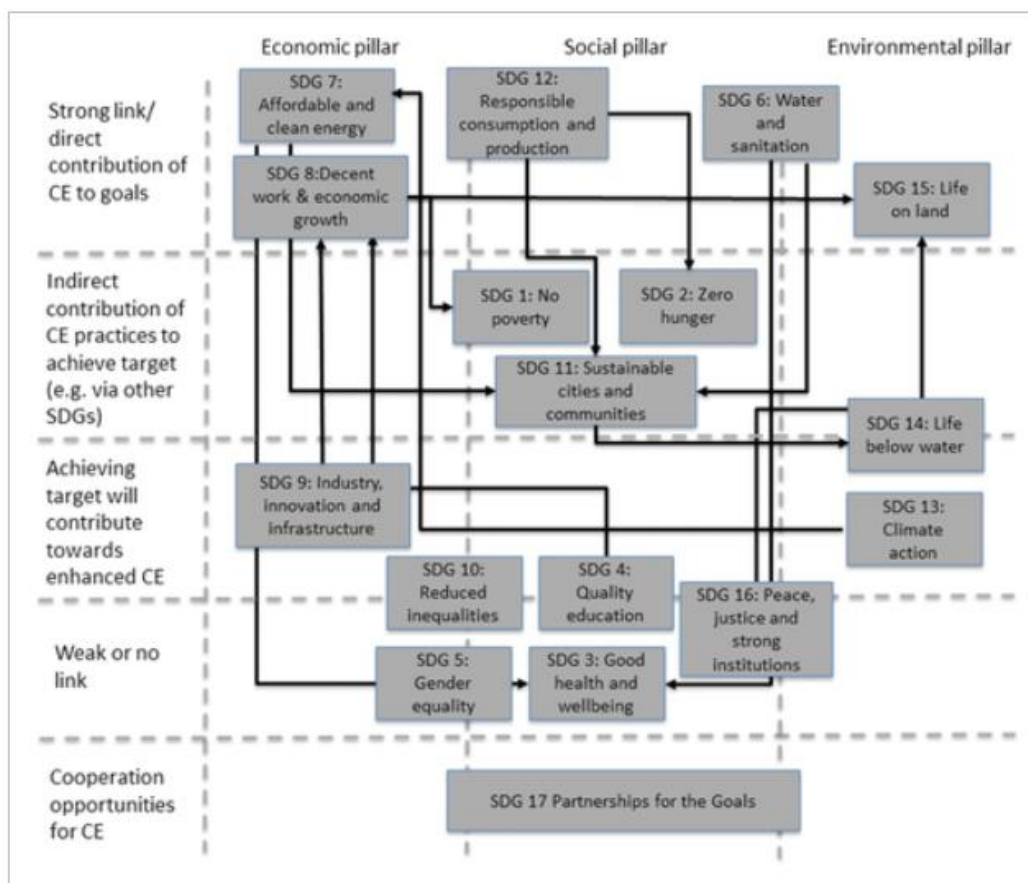 Economic pillar
Social pillar
Environmental pillar
Strong link/
direct
contribution of
CE to goals
SDG 7:
Affordable and
clean energy
SDG 12:
Responsible
consumption and
production
SDG 6: Water
and
sanitation
SDG 8:Decent
work & economic
growth
SDG 15: Life
on land
Indirect
contribution of
CE practices to
achieve target
(e.g. via other
SDGs)
SDG 1: No
poverty
SDG 2: Zero
hunger
SDG 11: Sustainable
cities and
communities
SDG 14: Life
below water
Achieving
target will
contribute
towards
enhanced CE
SDG 9: Industry,
innovation and
infrastructure
SDG 13:
Climate
action
SDG 10:
Reduced
inequalities
SDG 4:
Quality
education
SDG 16: Peace,
justice and
strong
institutions
Weak or no
link
SDG 5:
Gender
equality
SDG 3: Good
health and
wellbeing
Cooperation
opportunities
for CE
SDG 17 Partnerships for the Goals